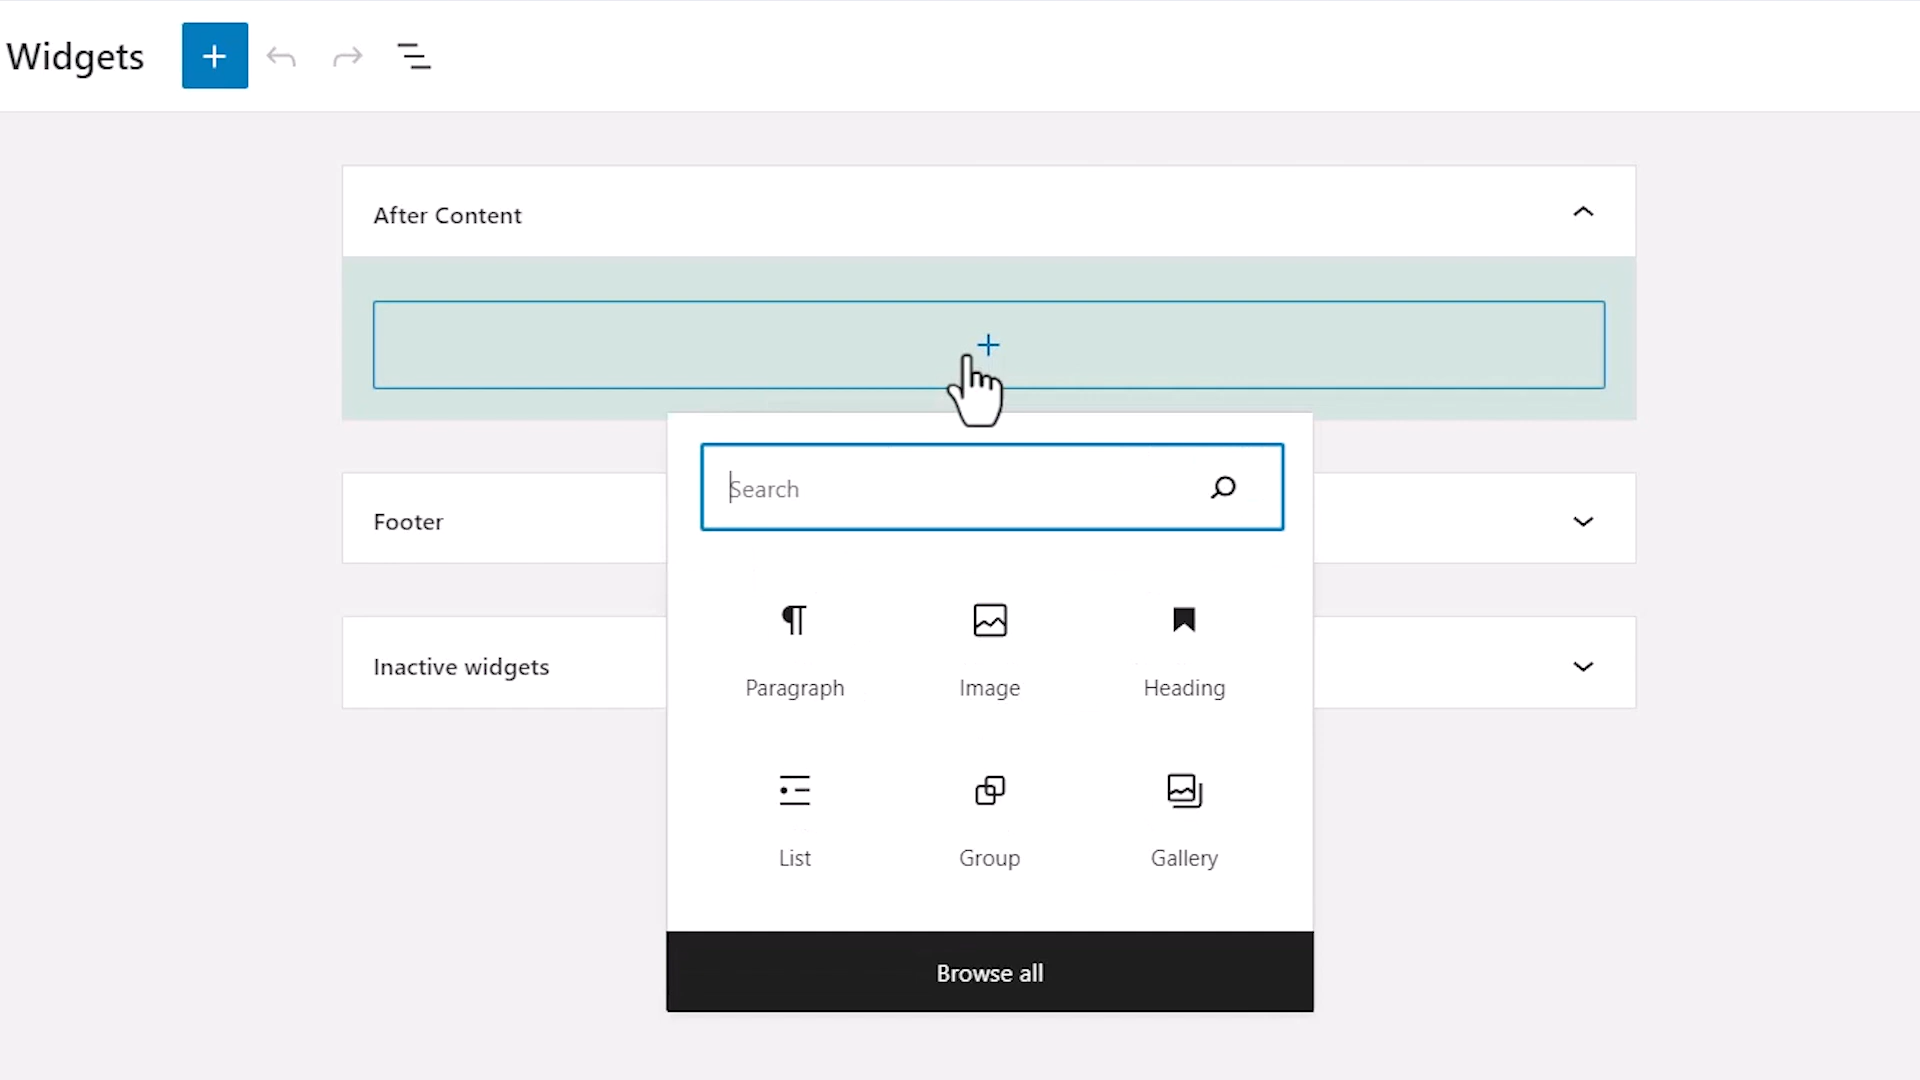 Widgets
After Content
Search
Footer
Paragraph Image Heading
Inactive widgets
List Group Gallery
Browse all